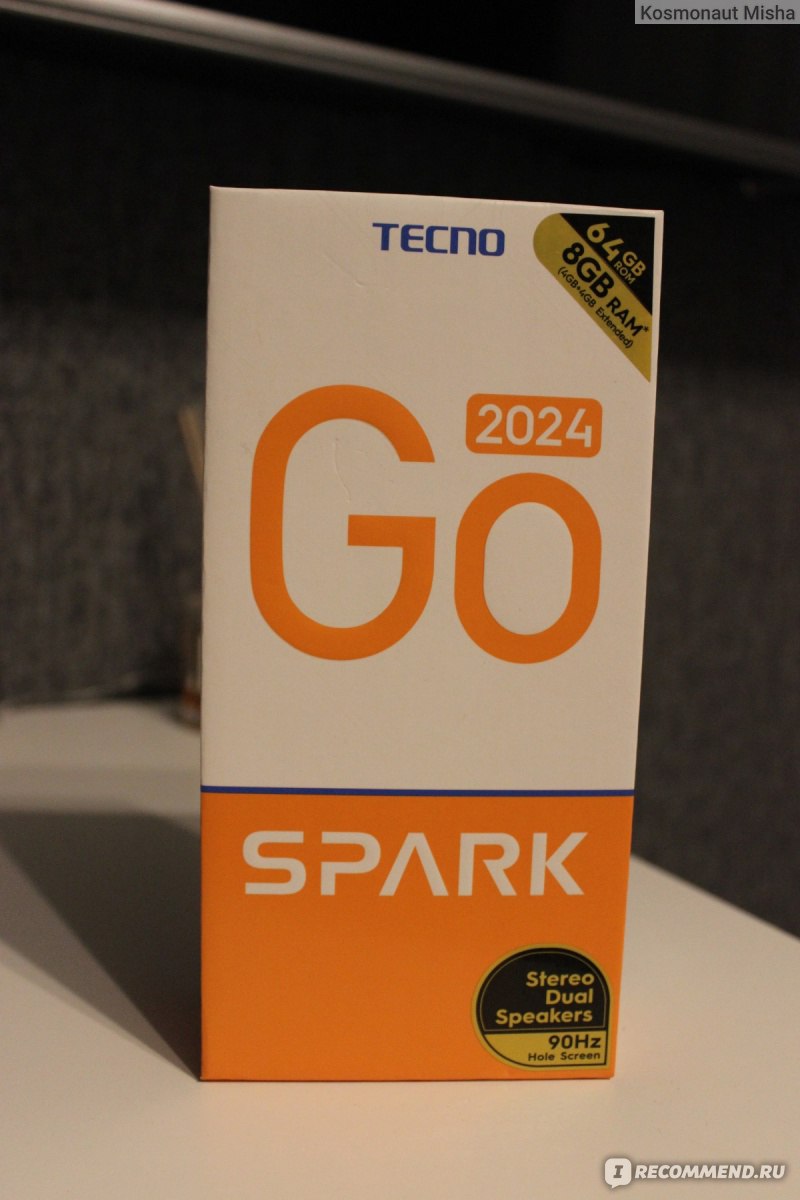 Kosmonaut Misha
TECNO
64GB
ROM
8GB RAM*
(4GB+4GB Extended)
2024
Go
SPARK
Stereo
Dual
Speakers
90Hz
Hole Screen
IRECOMMEND.RU